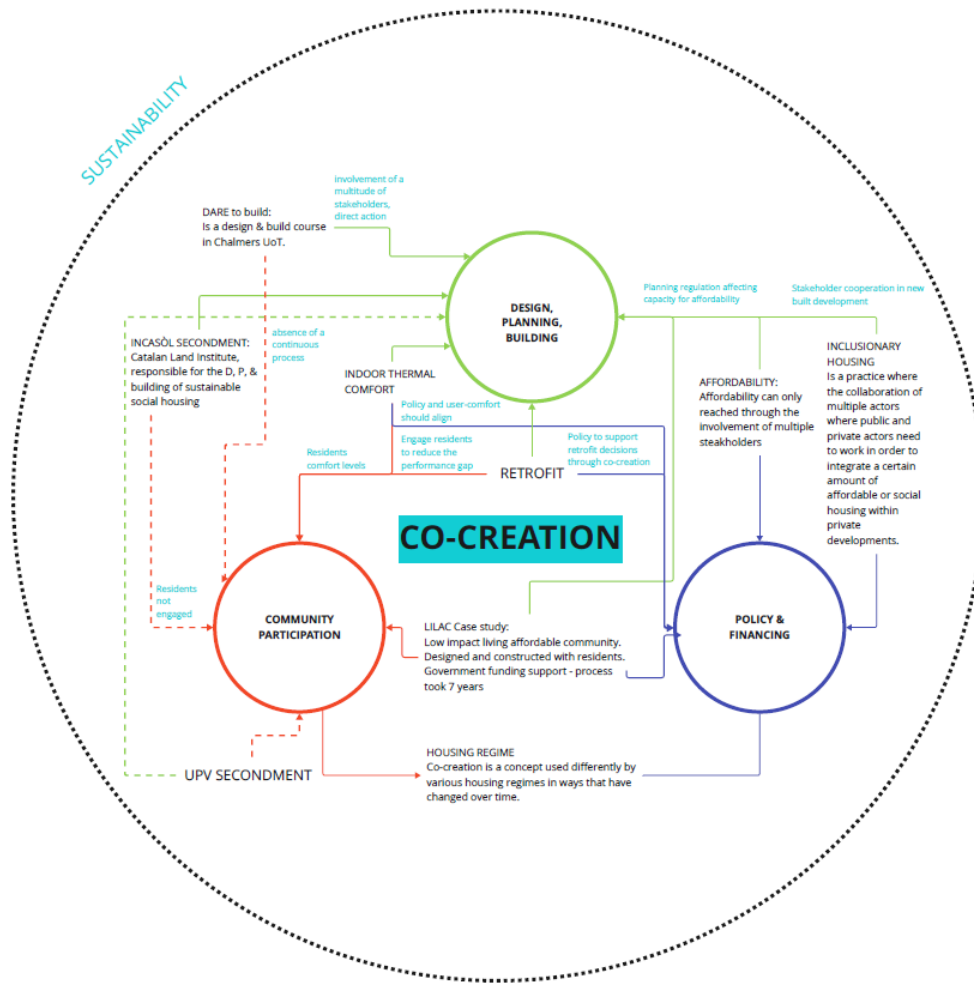 SUSTAINABILITY
involvement of a
multitude of
stakeholders,
direct action
DARE to build:
Is a design & build course
in Chalmers UoT.
DESIGN,
PLANNING,
BUILDING
Planning regulation affecting
capacity for affordability
Stakeholder cooperation in new
built development
absence of a
continuous
process
INCASÒL SECONDMENT:
Catalan Land Institute,
responsible for the D, P, &
building of sustainable
social housing
INDOOR THERMAL
COMFORT
AFFORDABILITY:
Affordability can only
reached through the
involvement of multiple
steakholders
INCLUSIONARY
HOUSING
Is a practice where
the collaboration of
multiple actors
where public and
private actors need
to work in order to
integrate a certain
amount of
affordable or social
housing within
private
developments.
Policy and user-comfort
should align
Residents
comfort levels
Engage residents
to reduce the
performance gap
Policy to support
retrofit decisions
through co-creation
RETROFIT
CO-CREATION
Residents
not
engaged
COMMUNITY
PARTICIPATION
LILAC Case study:
Low impact living affordable community.
Designed and constructed with residents.
Government funding support - process
took 7 years
POLICY &
FINANCING
UPV SECONDMENT
HOUSING REGIME
Co-creation is a concept used differently by
various housing regimes in ways that have
changed over time.